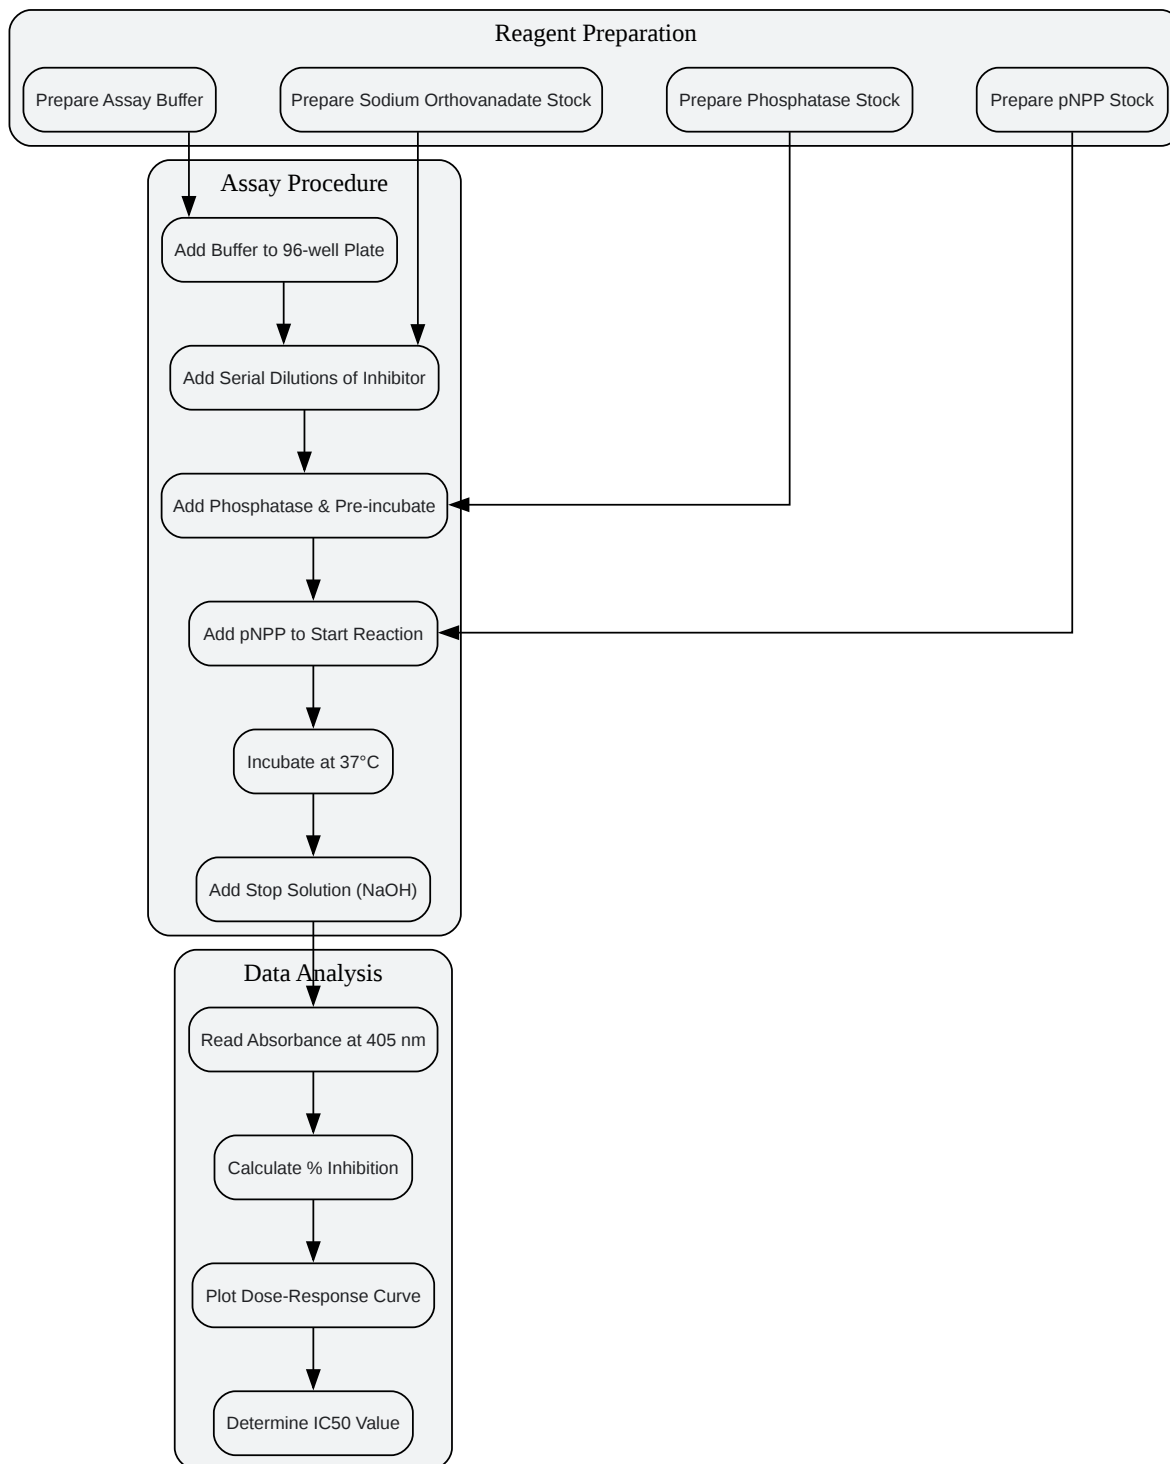 Reagent Preparation
Prepare Assay Buffer
Prepare Sodium Orthovanadate Stock
Prepare Phosphatase Stock
Prepare pNPP Stock
Assay Procedure
Add Buffer to 96-well Plate
Add Serial Dilutions of Inhibitor
Add Phosphatase & Pre-incubate
Add pNPP to Start Reaction
Incubate at 37°C
Add Stop Solution (NaOH)
Data Analysis
Read Absorbance at 405 nm
Calculate % Inhibition
Plot Dose-Response Curve
Determine IC50 Value